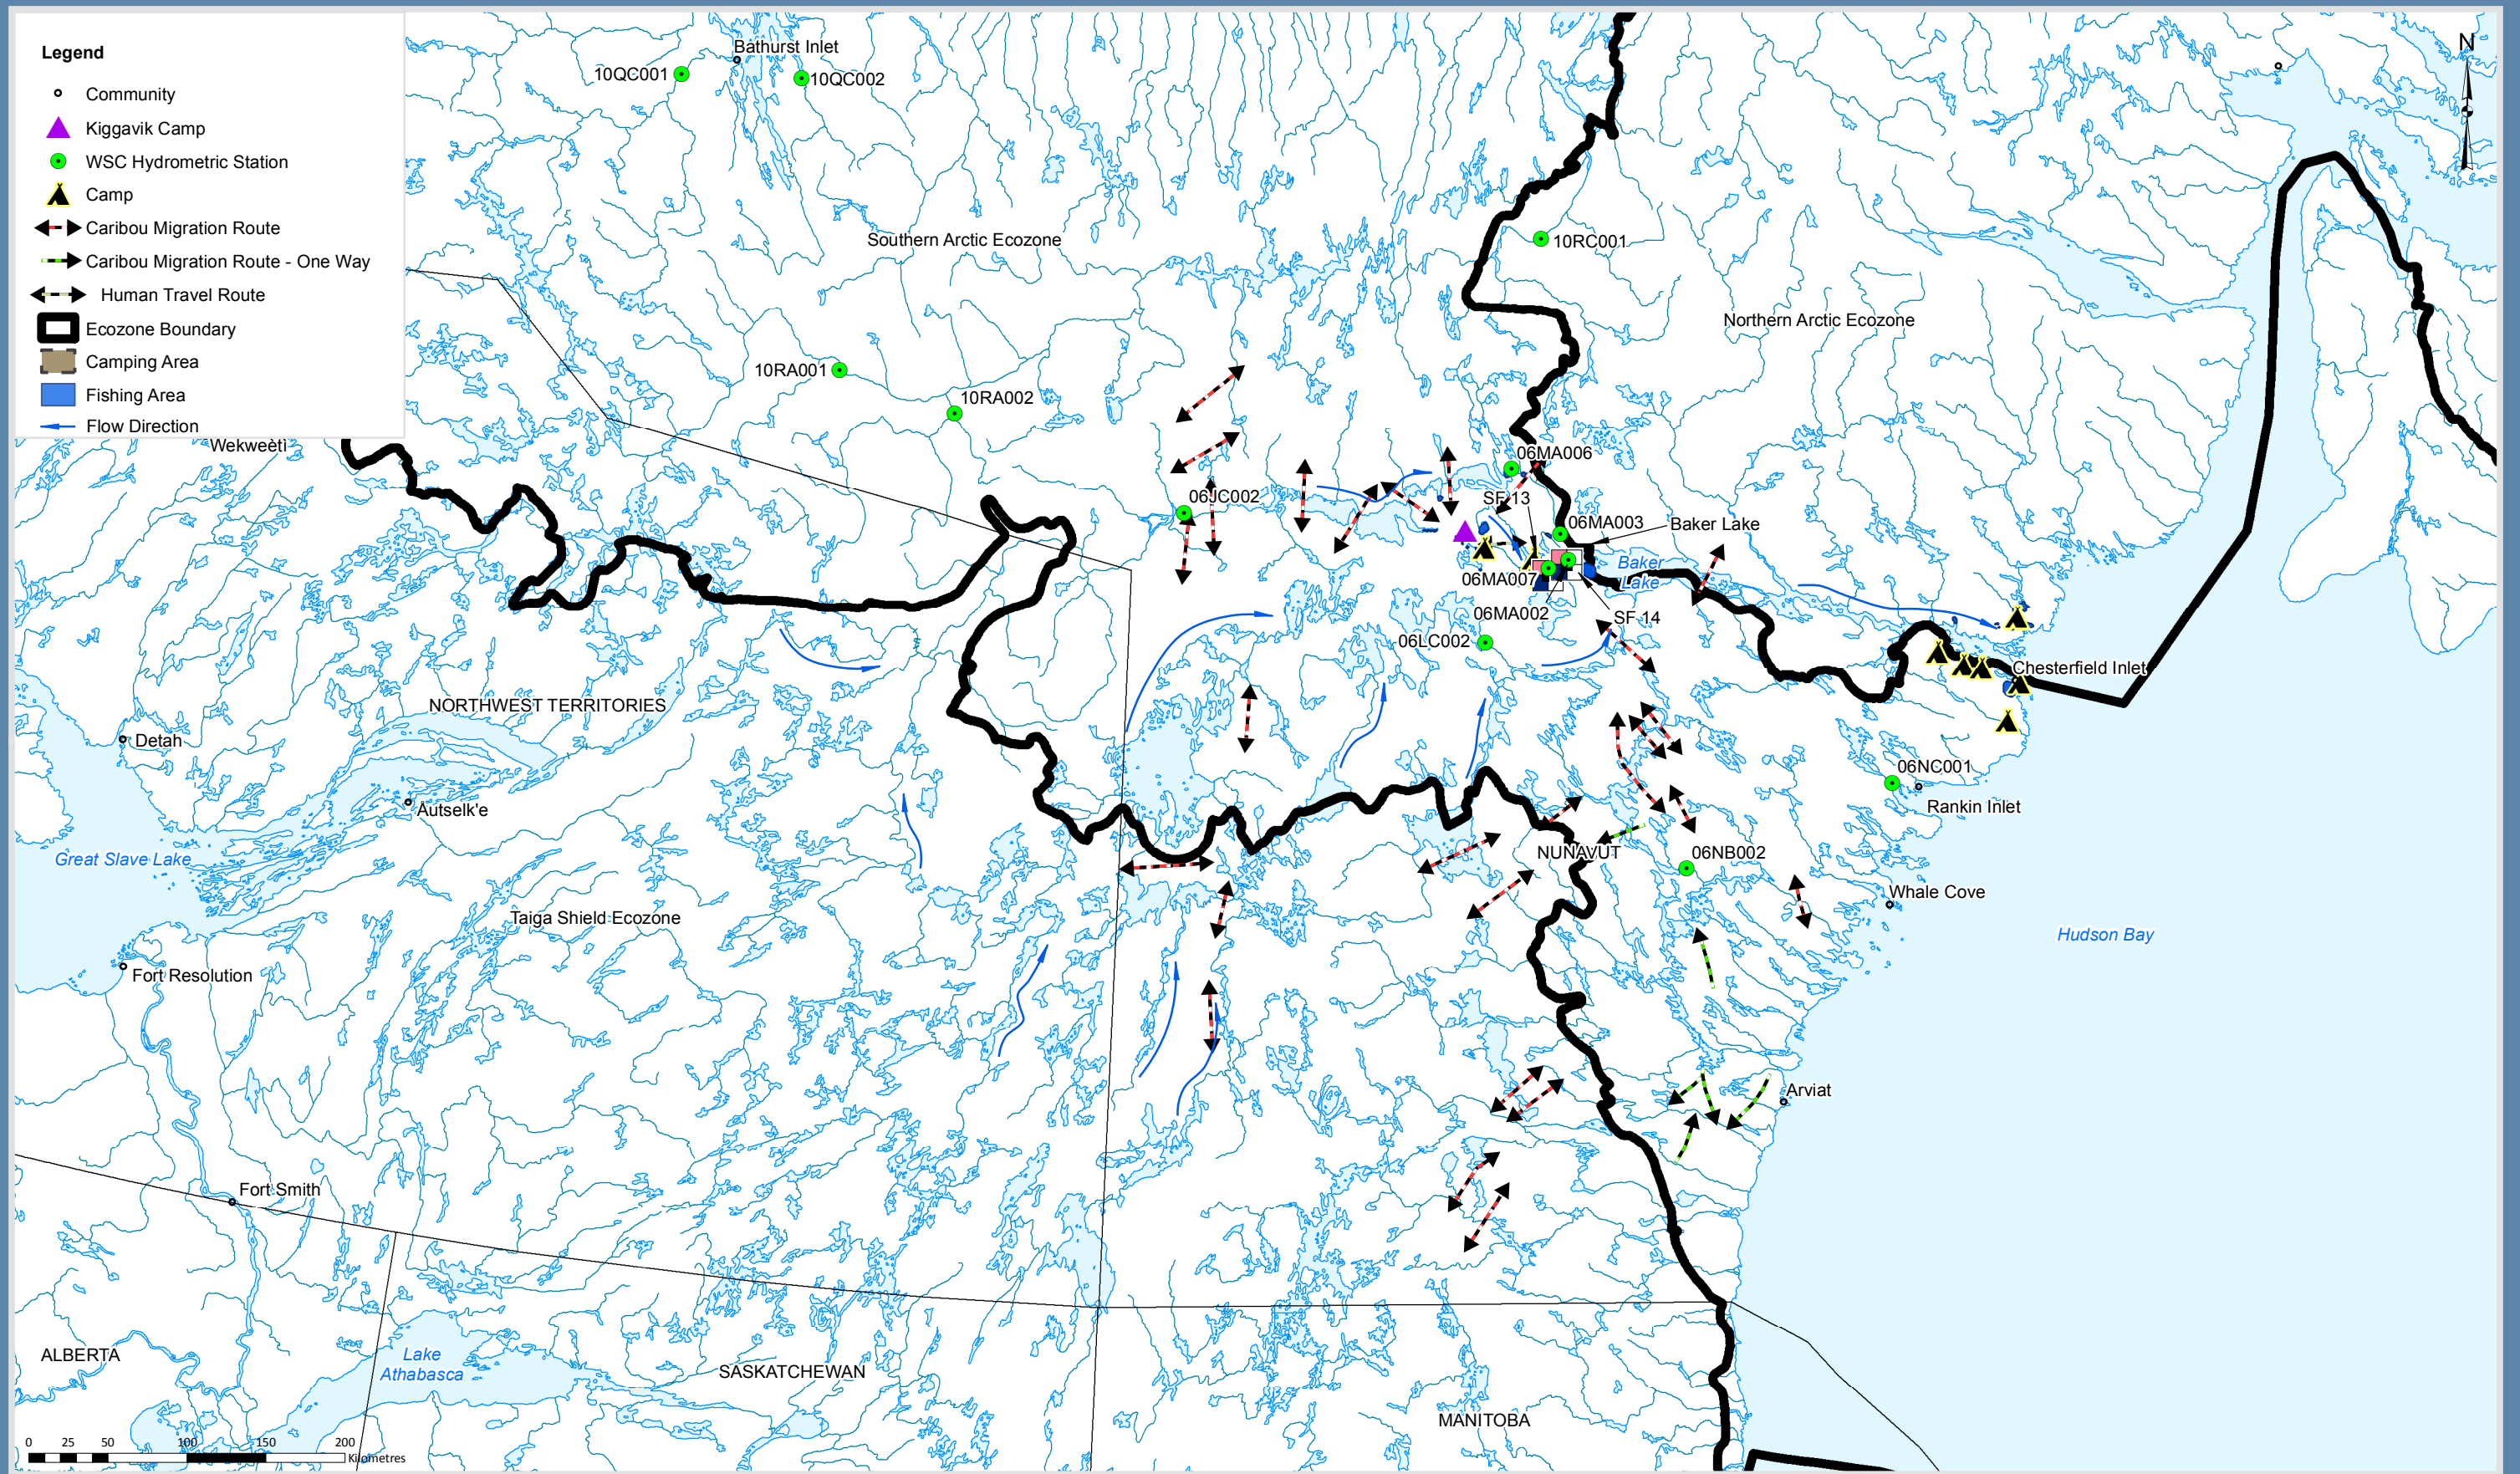 Legend
Community
Kiggavik Camp
WSC Hydrometric Station
Camp
Caribou Migration Route
Caribou Migration Route - One Way
Human Travel Route
Ecozone Boundary
Camping Area
Fishing Area
Flow Direction
N
Bathurst Inlet
10QC001
10QC002
Southern Arctic Ecozone
10RC001
Northern Arctic Ecozone
10RA001
10RA002
Wekweètì
06MA006
06JC002
SF 13
06MA003
Baker Lake
Baker
Lake
06MA007
06MA002
SF 14
06LC002
Chesterfield Inlet
NORTHWEST TERRITORIES
Detah
06NC001
Rankin Inlet
Åutselk'e
Great Slave Lake
NUNAVUT
06NB002
Whale Cove
Taiga Shield Ecozone
Hudson Bay
Fort Resolution
Arviat
Fort Smith
ALBERTA
Lake
Athabasca
SASKATCHEWAN
MANITOBA
0 25 50 100 150 200
Kilometres